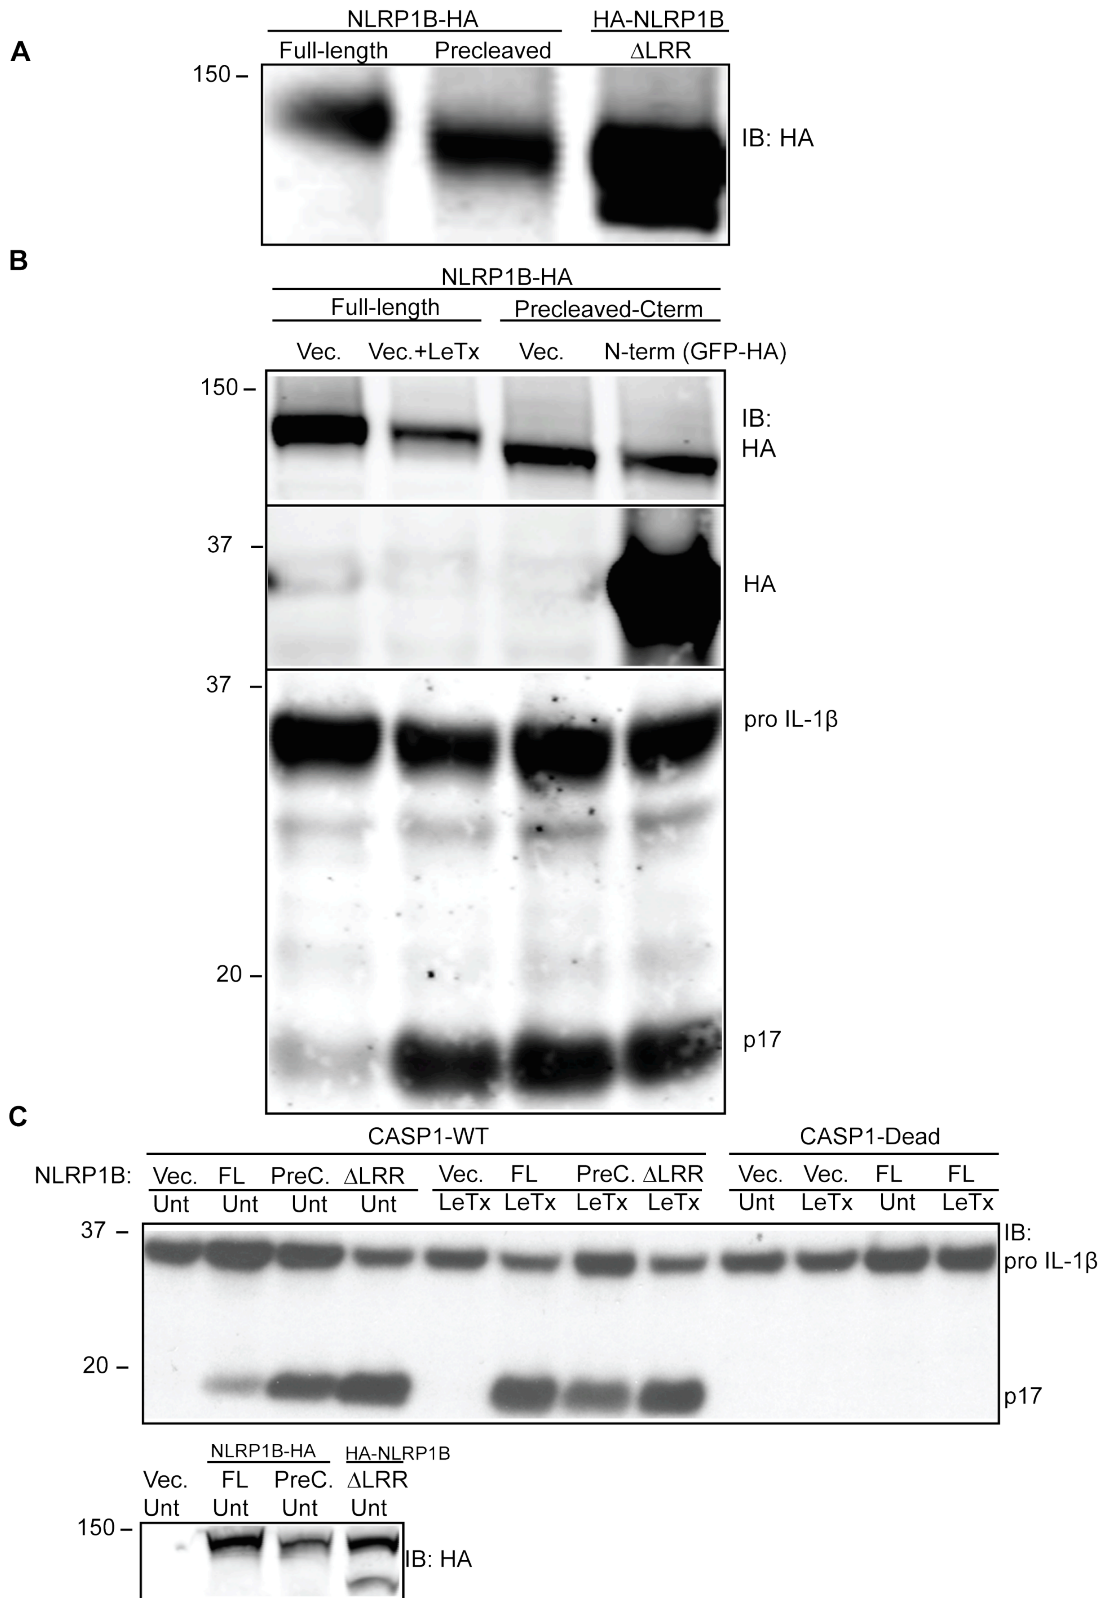 A
NLRP1B-HA HA-NLRP1B
Full-length Precleaved ΔLRR
150
IB: HA
B
NLRP1B-HA
Full-length Precleaved-Cterm
Vec. Vec.+LeTx Vec. N-term (GFP-HA)
150
IB:
HA
37
HA
37
pro IL-1β
20
p17
C
CASP1-WT CASP1-Dead
NLRP1B: Vec. FL PreC. ΔLRR Vec. FL PreC. ΔLRR Vec. Vec. FL FL
Unt Unt Unt Unt LeTx LeTx LeTx LeTx Unt LeTx Unt LeTx
37
IB:
pro IL-1β
20
p17
NLRP1B-HA HA-NLRP1B
Vec. FL PreC. ΔLRR
Unt Unt Unt Unt
150
IB: HA